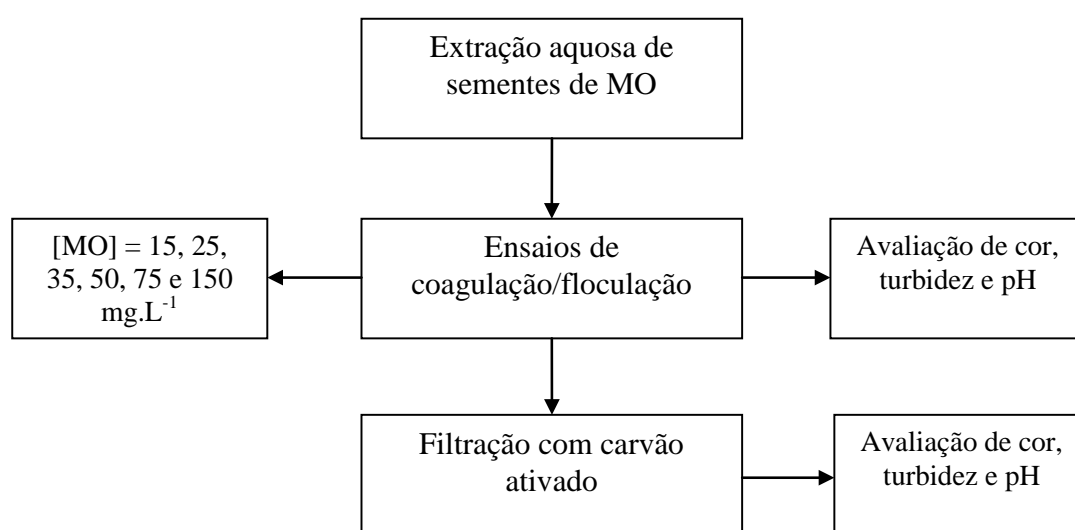 Extração aquosa de
sementes de MO
[MO] = 15, 25,
35, 50, 75 e 150
mg.L⁻¹
Ensaios de
coagulação/floculação
Avaliação de cor,
turbidez e pH
Filtração com carvão
ativado
Avaliação de cor,
turbidez e pH